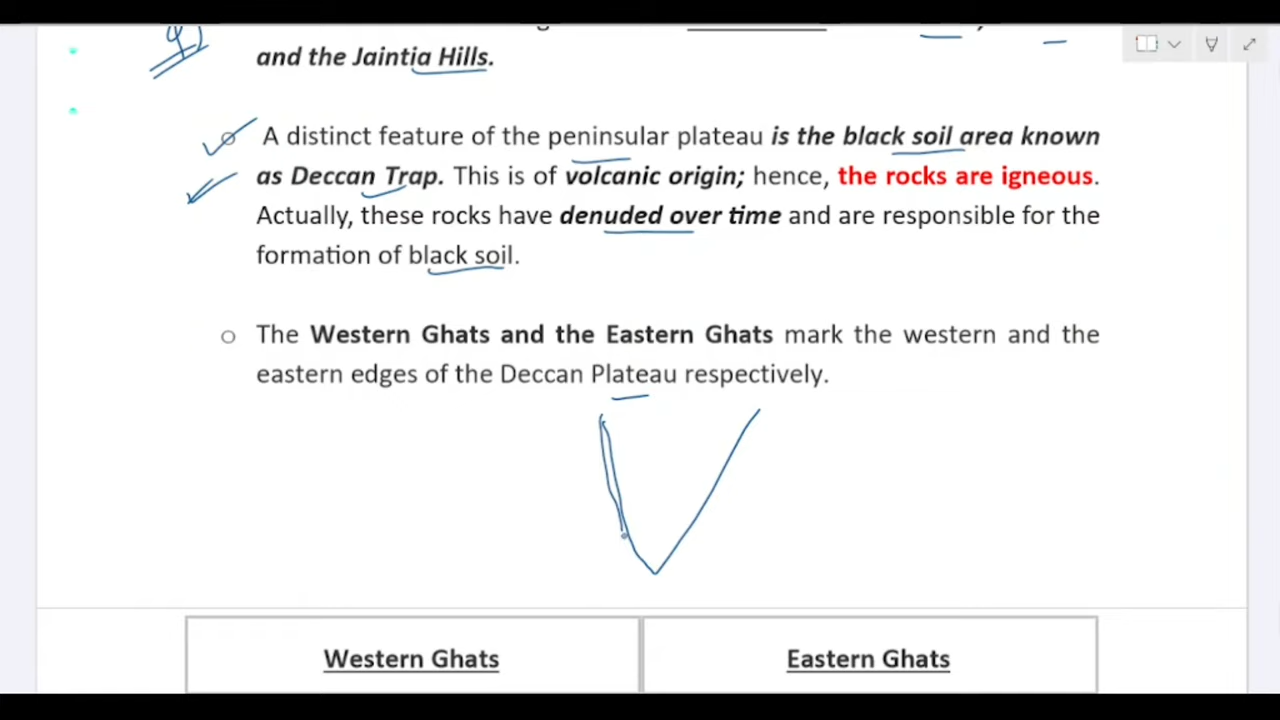 and the Jaintia Hills.
o A distinct feature of the peninsular plateau is the black soil area known
as Deccan Trap. This is of volcanic origin; hence, the rocks are igneous.
Actually, these rocks have denuded over time and are responsible for the
formation of black soil.
o The Western Ghats and the Eastern Ghats mark the western and the
eastern edges of the Deccan Plateau respectively.
Western Ghats
Eastern Ghats